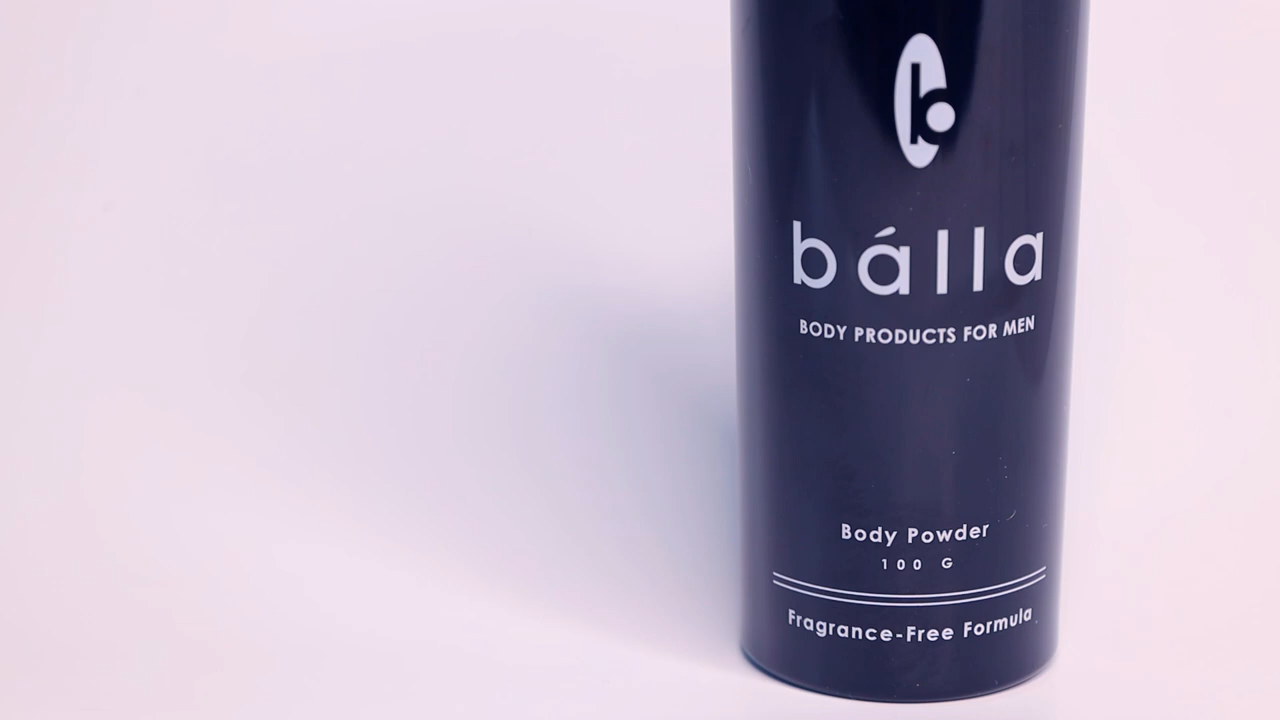 b
bálla
BODY PRODUCTS FOR MEN
Body Powder
100 G
Fragrance-Free Formula